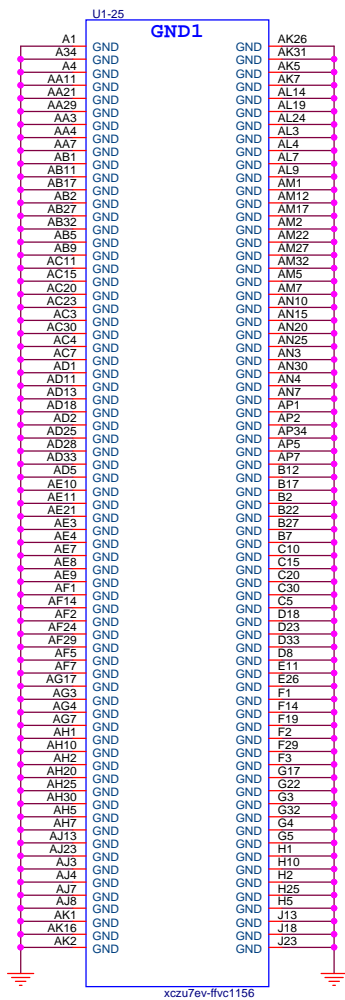 U1-25
GND1
A1 GND GND AK26
A34 GND GND AK31
A4 GND GND AK5
AA11 GND GND AK7
AA21 GND GND AL14
AA29 GND GND AL19
AA3 GND GND AL24
AA4 GND GND AL3
AA7 GND GND AL4
AB1 GND GND AL7
AB11 GND GND AL9
AB17 GND GND AM1
AB2 GND GND AM12
AB27 GND GND AM17
AB32 GND GND AM2
AB5 GND GND AM22
AB9 GND GND AM27
AC11 GND GND AM32
AC15 GND GND AM5
AC20 GND GND AM7
AC23 GND GND AN10
AC3 GND GND AN15
AC30 GND GND AN20
AC4 GND GND AN25
AC7 GND GND AN3
AD1 GND GND AN30
AD11 GND GND AN4
AD13 GND GND AN7
AD18 GND GND AP1
AD2 GND GND AP2
AD25 GND GND AP34
AD28 GND GND AP5
AD33 GND GND AP7
AD5 GND GND B12
AE10 GND GND B17
AE11 GND GND B2
AE21 GND GND B22
AE3 GND GND B27
AE4 GND GND B7
AE7 GND GND C10
AE8 GND GND C15
AE9 GND GND C20
AF1 GND GND C30
AF14 GND GND C5
AF2 GND GND D18
AF24 GND GND D23
AF29 GND GND D33
AF5 GND GND D8
AF7 GND GND E11
AG17 GND GND E26
AG3 GND GND F1
AG4 GND GND F14
AG7 GND GND F19
AH1 GND GND F2
AH10 GND GND F29
AH2 GND GND F3
AH20 GND GND G17
AH25 GND GND G22
AH30 GND GND G3
AH5 GND GND G32
AH7 GND GND G4
AJ13 GND GND G5
AJ23 GND GND H1
AJ3 GND GND H10
AJ4 GND GND H2
AJ7 GND GND H25
AJ8 GND GND H5
AK1 GND GND J13
AK16 GND GND J18
AK2 GND GND J23
xczu7ev-ffvc1156